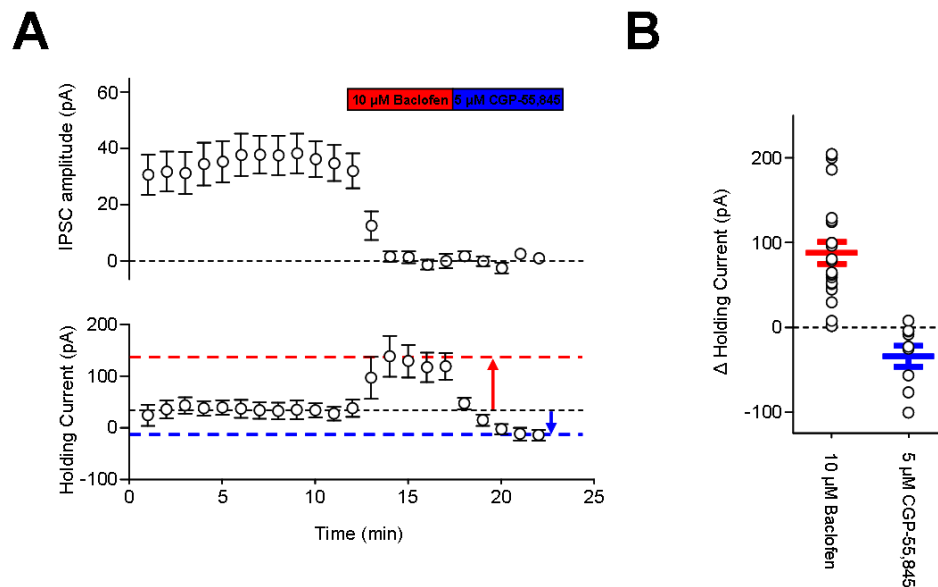 A
B
IPSC amplitude (pA)
60
40
20
0
10 µM Baclofen
5 µM CGP-55,845
Holding Current (pA)
200
100
0
-100
0
5
10
15
20
25
Time (min)
Δ Holding Current (pA)
200
100
0
-100
10 µM Baclofen
5 µM CGP-55,845